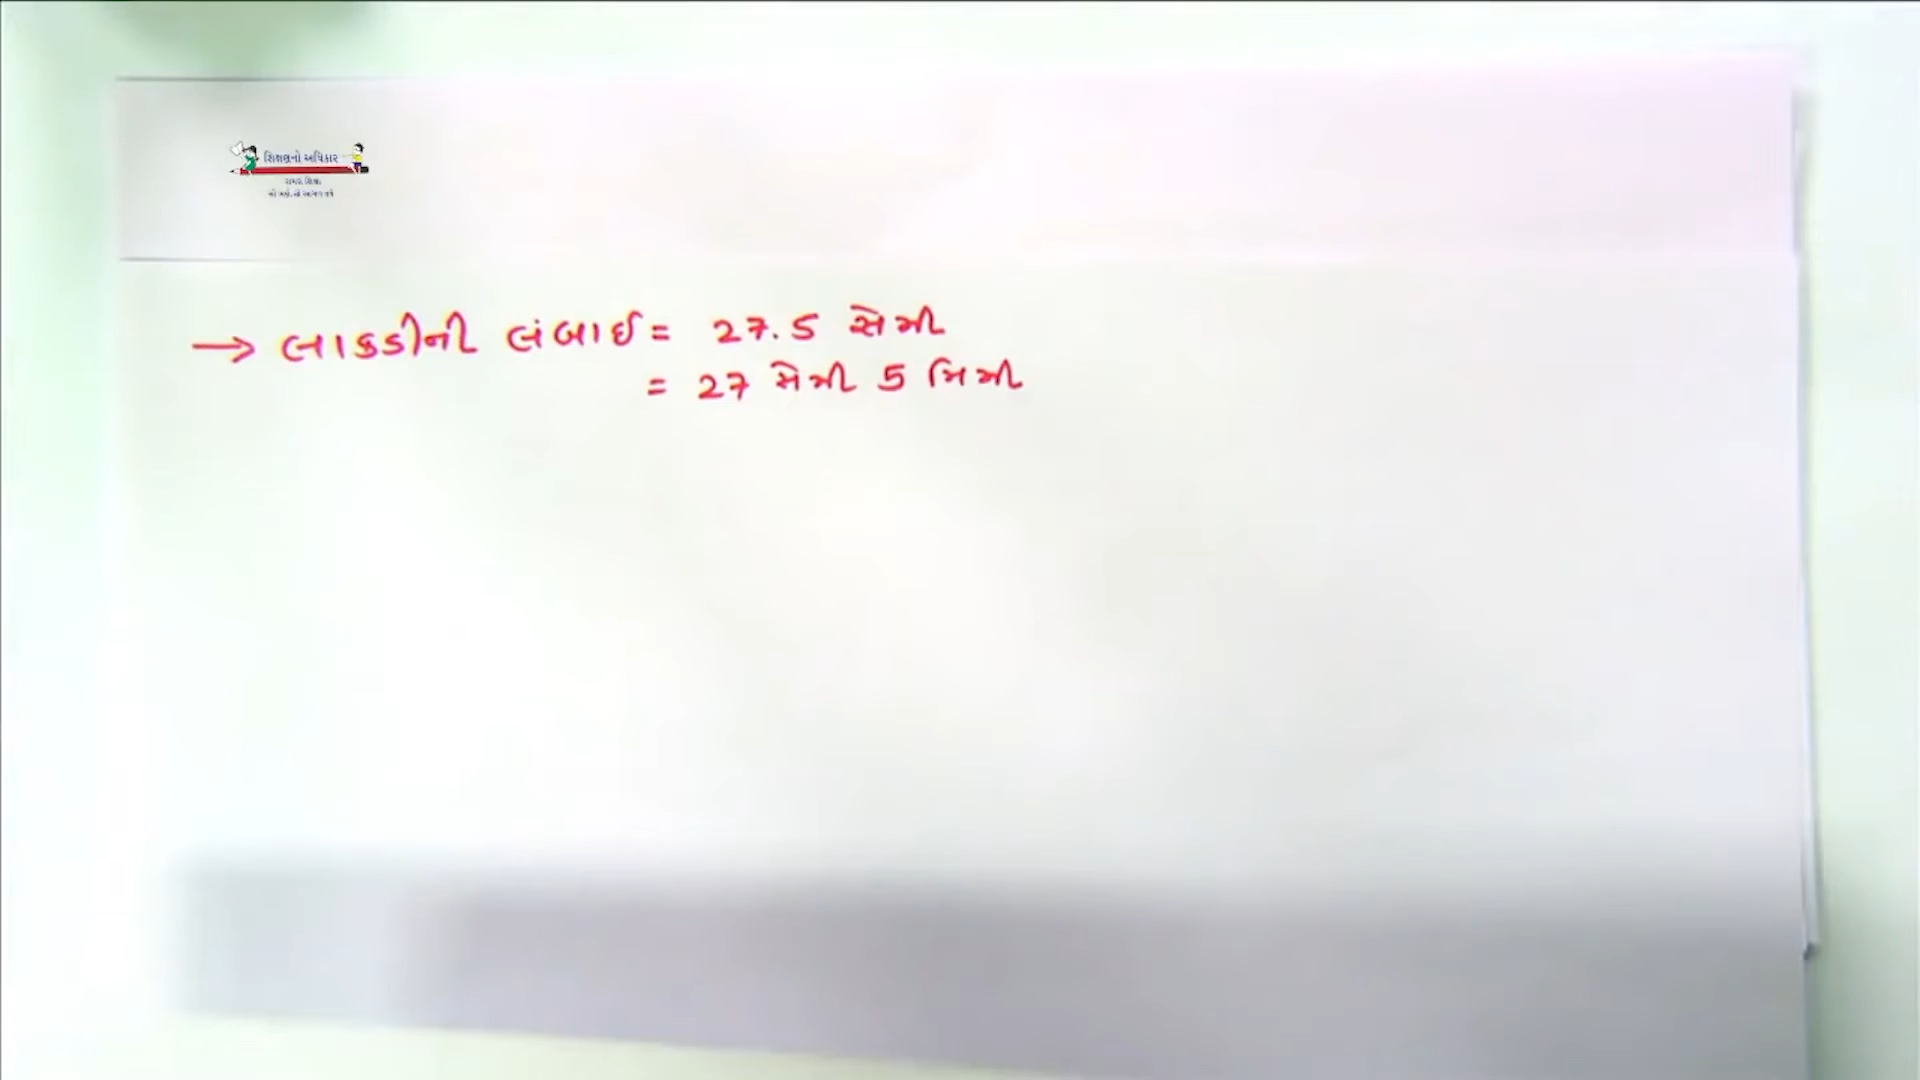 શિક્ષણનો અધિકાર
→ લાકડીની લંબાઈ = 27.5 સેમી
= 27 સેમી 5 મિમી